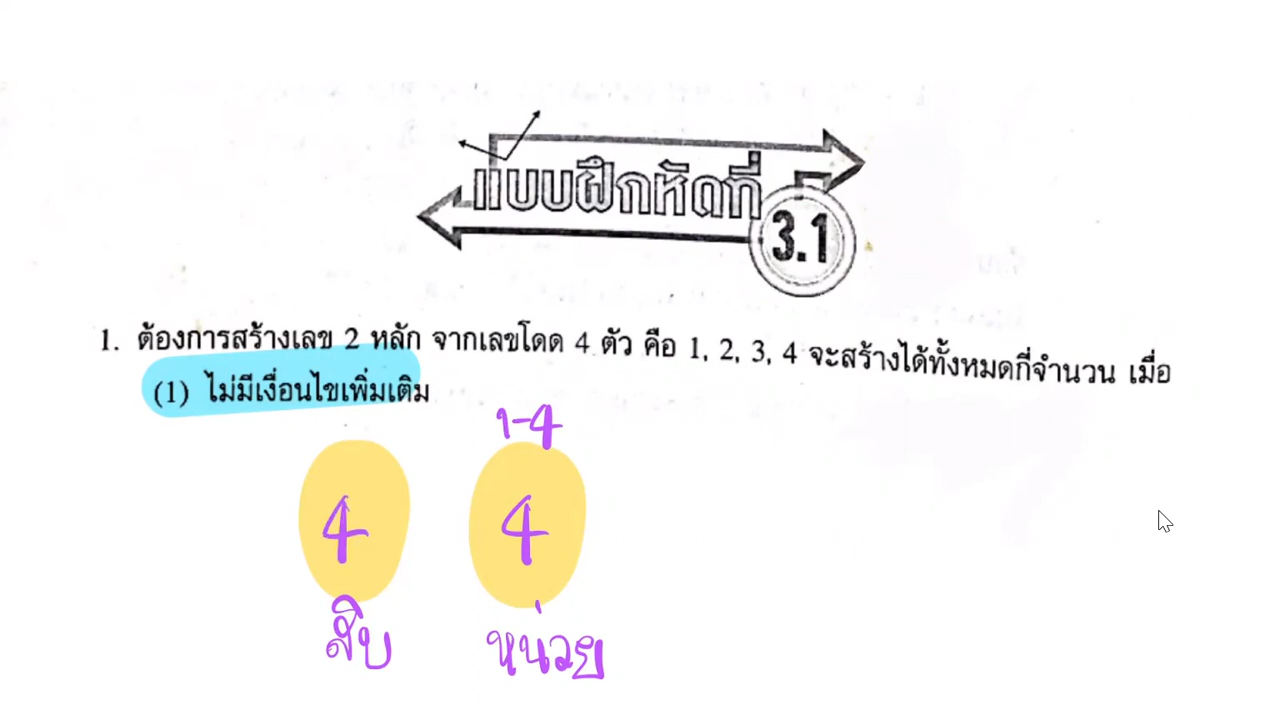 แบบฝึกหัดที่ 3.1
1. ต้องการสร้างเลข 2 หลัก จากเลขโดด 4 ตัว คือ 1, 2, 3, 4 จะสร้างได้ทั้งหมดกี่จำนวน เมื่อ
(1) ไม่มีเงื่อนไขเพิ่มเติม
1-4
4 4
สิบ หน่วย